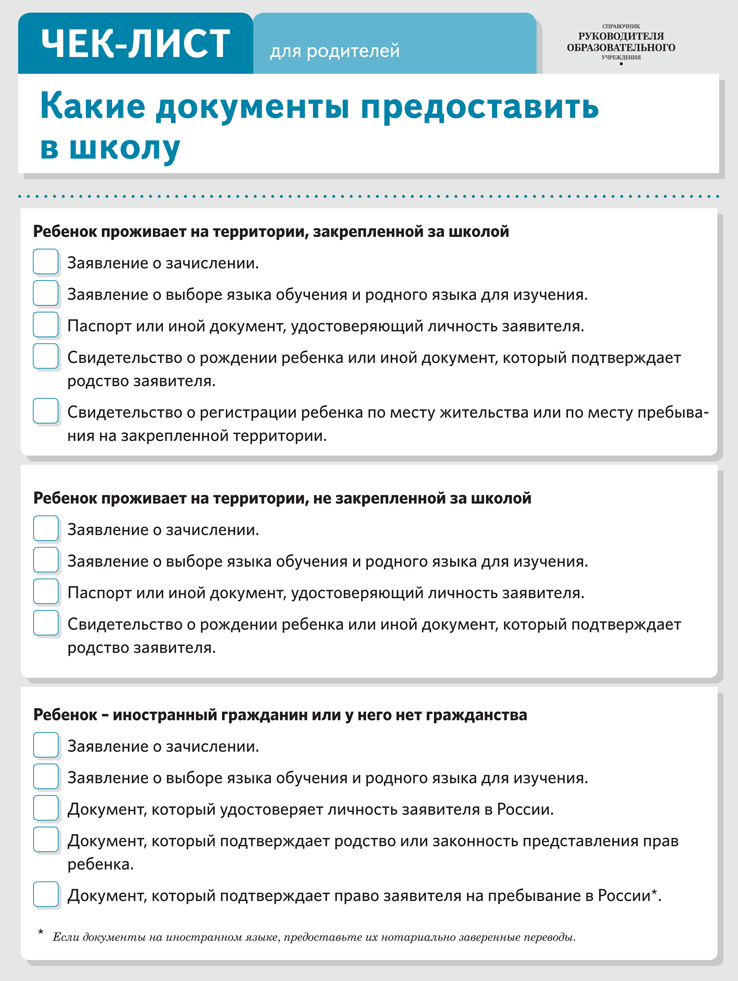 ЧЕК-ЛИСТ для родителей
СПРАВОЧНИК
РУКОВОДИТЕЛЯ
ОБРАЗОВАТЕЛЬНОГО
УЧРЕЖДЕНИЯ
Какие документы предоставить
в школу
Ребенок проживает на территории, закрепленной за школой
Заявление о зачислении.
Заявление о выборе языка обучения и родного языка для изучения.
Паспорт или иной документ, удостоверяющий личность заявителя.
Свидетельство о рождении ребенка или иной документ, который подтверждает
родство заявителя.
Свидетельство о регистрации ребенка по месту жительства или по месту пребыва-
ния на закрепленной территории.
Ребенок проживает на территории, не закрепленной за школой
Заявление о зачислении.
Заявление о выборе языка обучения и родного языка для изучения.
Паспорт или иной документ, удостоверяющий личность заявителя.
Свидетельство о рождении ребенка или иной документ, который подтверждает
родство заявителя.
Ребенок – иностранный гражданин или у него нет гражданства
Заявление о зачислении.
Заявление о выборе языка обучения и родного языка для изучения.
Документ, который удостоверяет личность заявителя в России.
Документ, который подтверждает родство или законность представления прав
ребенка.
Документ, который подтверждает право заявителя на пребывание в России*.
* Если документы на иностранном языке, предоставьте их нотариально заверенные переводы.